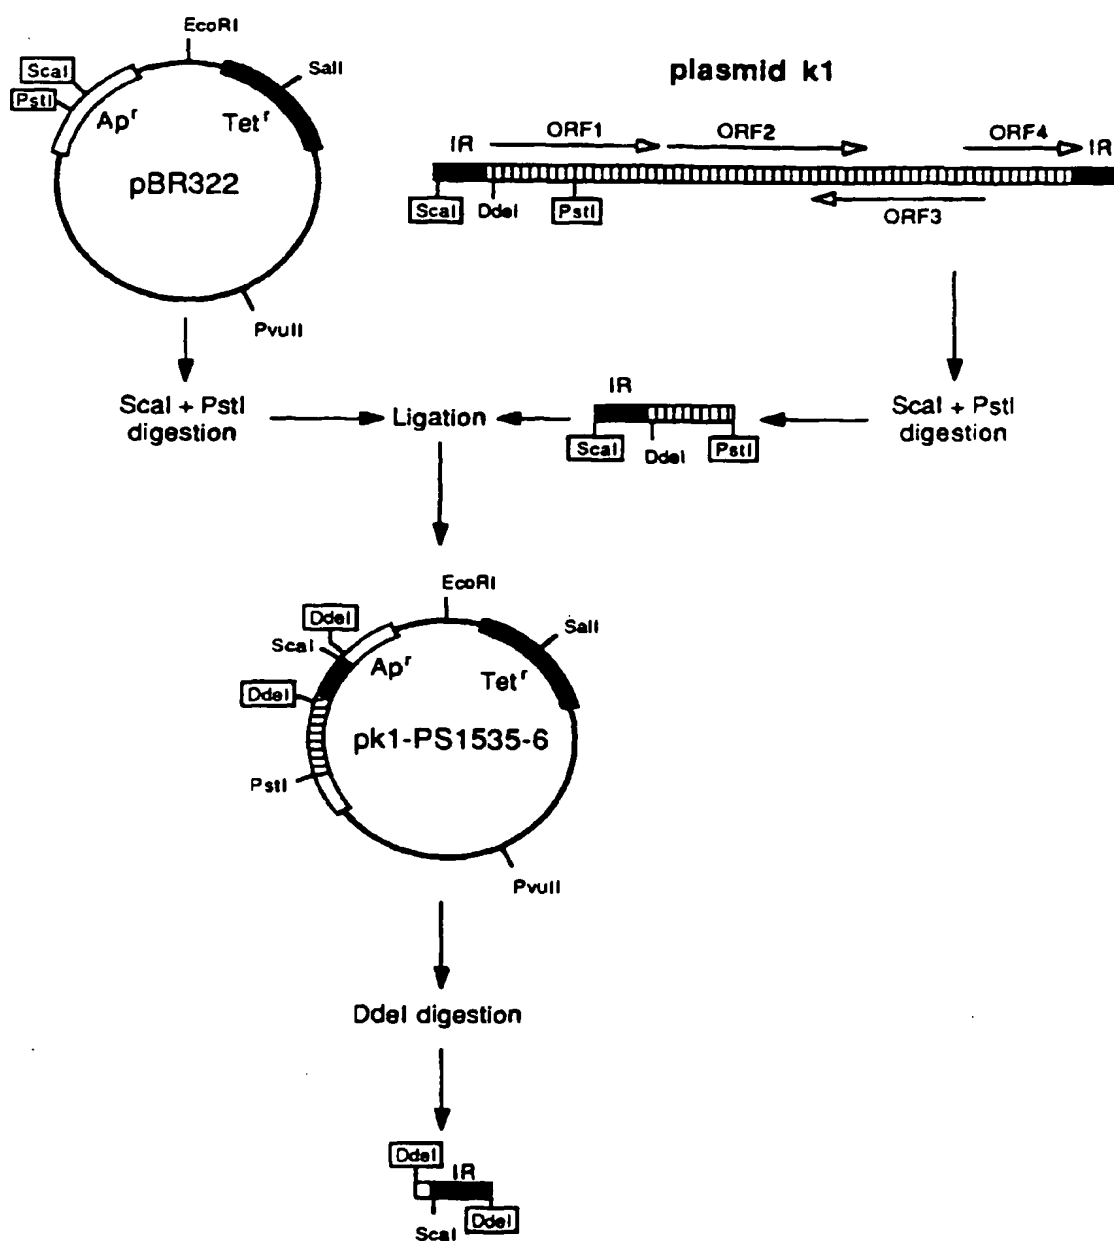 EcoRI
ScaI
SalI
PstI
Ap^r
Tet^r
pBR322
PvuII
plasmid k1
IR
ORF1
ORF2
ORF4
IR
ScaI
DdeI
PstI
ORF3
ScaI + PstI
digestion
Ligation
IR
ScaI
DdeI
PstI
ScaI + PstI
digestion
EcoRI
DdeI
ScaI
SalI
Ap^r
Tet^r
DdeI
pk1-PS1535-6
PstI
PvuII
DdeI digestion
DdeI
IR
ScaI
DdeI